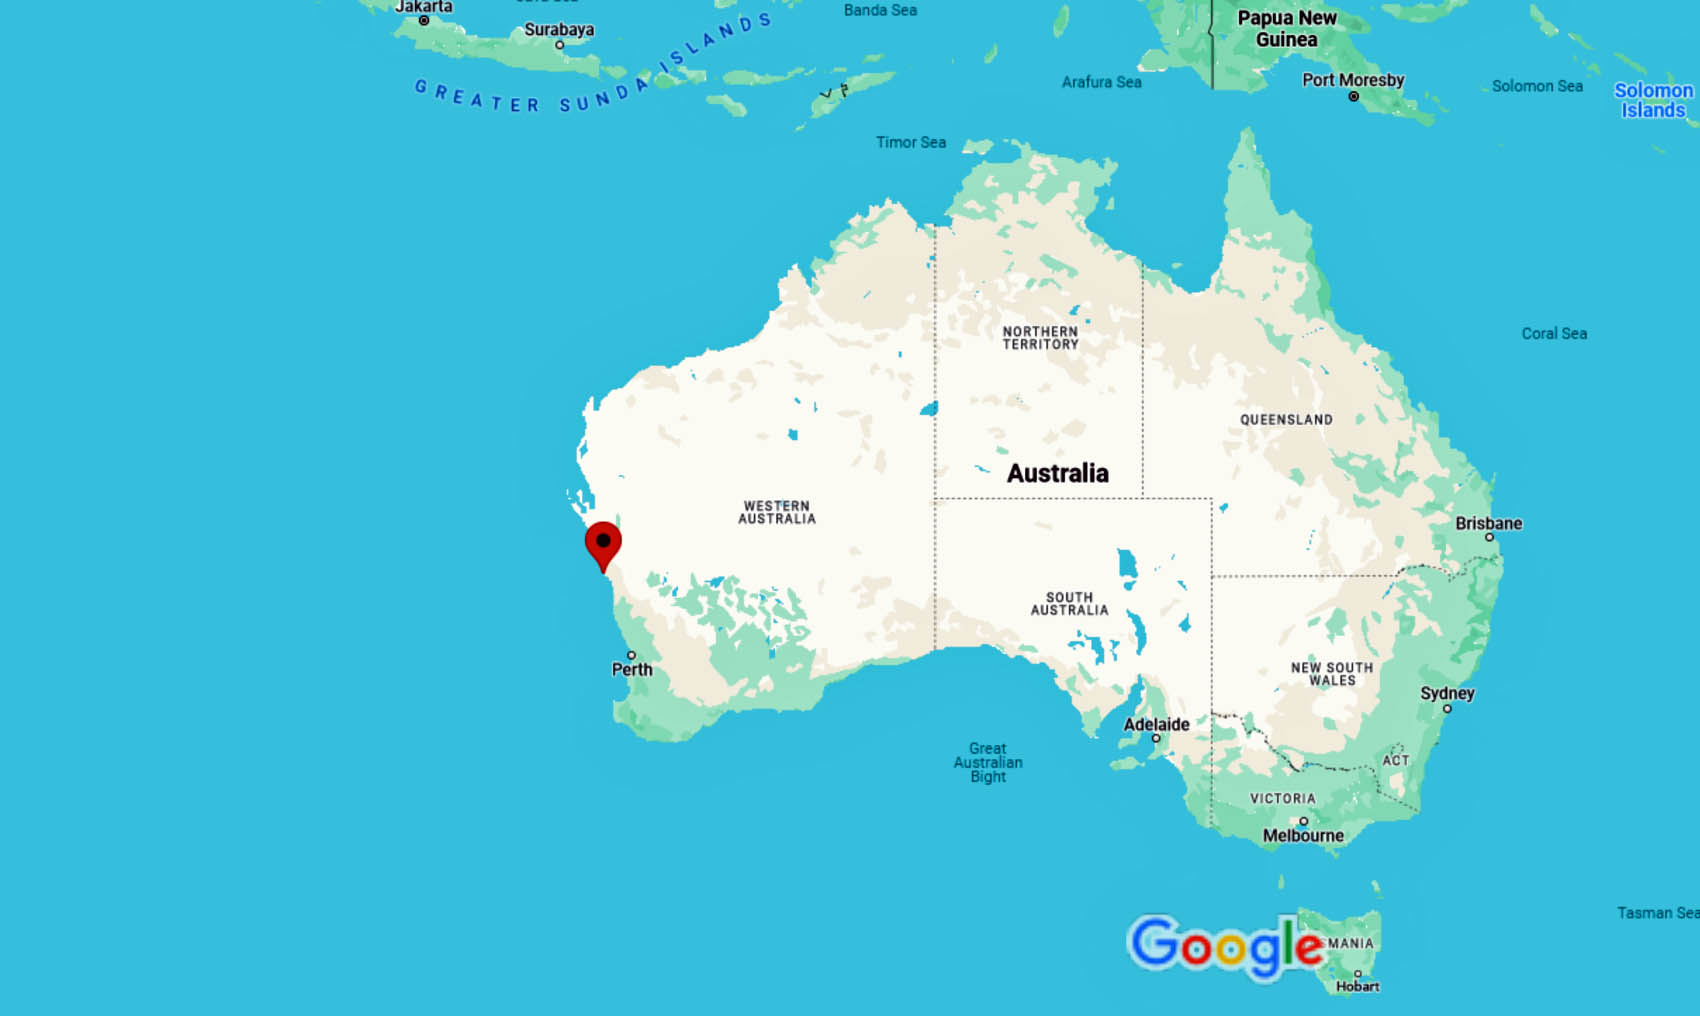 Jakarta
Banda Sea
Surabaya
GREATER SUNDA ISLANDS
Papua New
Guinea
Arafura Sea
Port Moresby
Solomon Sea
Solomon
Islands
Timor Sea
NORTHERN
TERRITORY
Coral Sea
QUEENSLAND
Australia
WESTERN
AUSTRALIA
Brisbane
SOUTH
AUSTRALIA
Perth
NEW SOUTH
WALES
Sydney
Adelaide
Great
Australian
Bight
ACT
VICTORIA
Melbourne
Tasman Sea
Google
SMANIA
Hobart